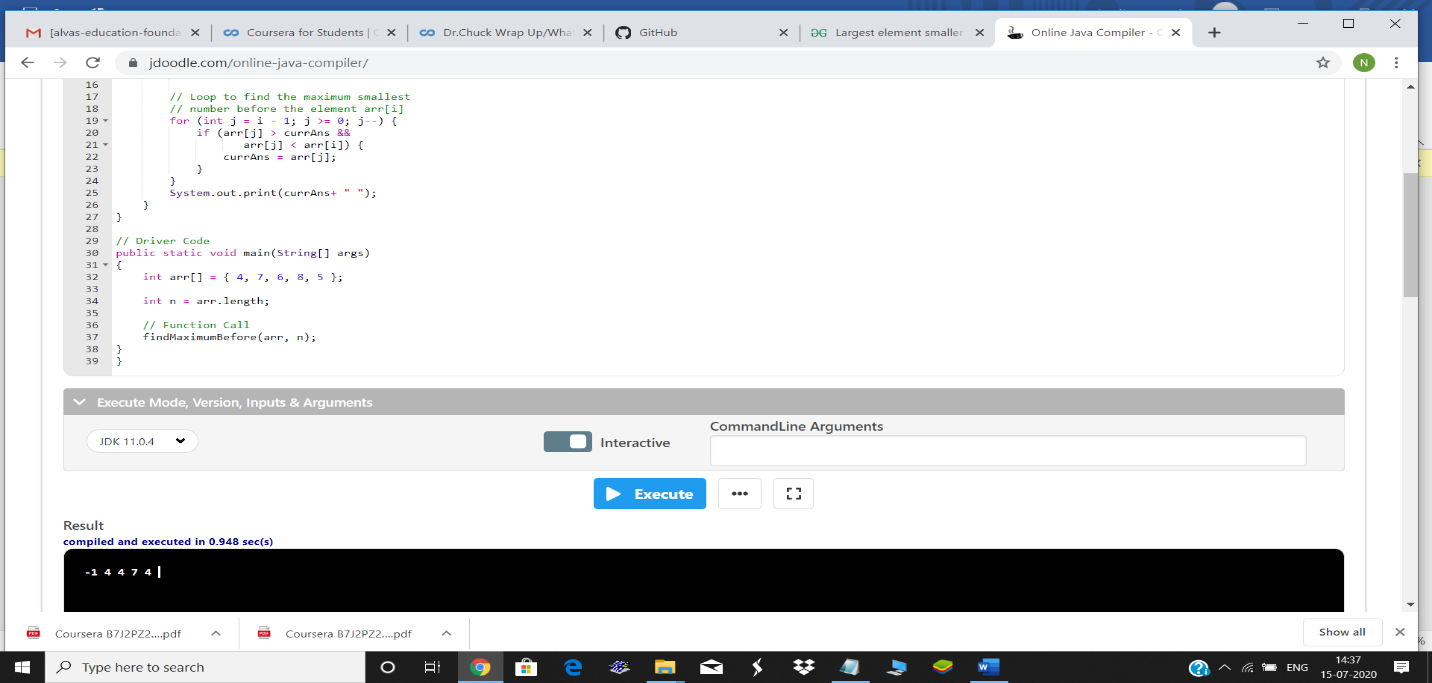 [alvas-education-founda
Coursera for Students | C
Dr.Chuck Wrap Up/Wha
GitHub
Largest element smaller
Online Java Compiler - C
jdoodle.com/online-java-compiler/
N
16
17 // Loop to find the maximum smallest
18 // number before the element arr[i]
19 for (int j = i - 1; j >= 0; j--) {
20 if (arr[j] > currAns &&
21 arr[j] < arr[i]) {
22 currAns = arr[j];
23 }
24 }
25 System.out.print(currAns+ " ");
26 }
27 }
28
29 // Driver Code
30 public static void main(String[] args)
31 {
32 int arr[] = { 4, 7, 6, 8, 5 };
33
34 int n = arr.length;
35
36 // Function Call
37 findMaximumBefore(arr, n);
38 }
39 }
Execute Mode, Version, Inputs & Arguments
JDK 11.0.4
Interactive
CommandLine Arguments
Execute
Result
compiled and executed in 0.948 sec(s)
-1 4 4 7 4
Coursera B7J2PZ2....pdf
Coursera B7J2PZ2....pdf
Show all
Type here to search
ENG
14:37
15-07-2020